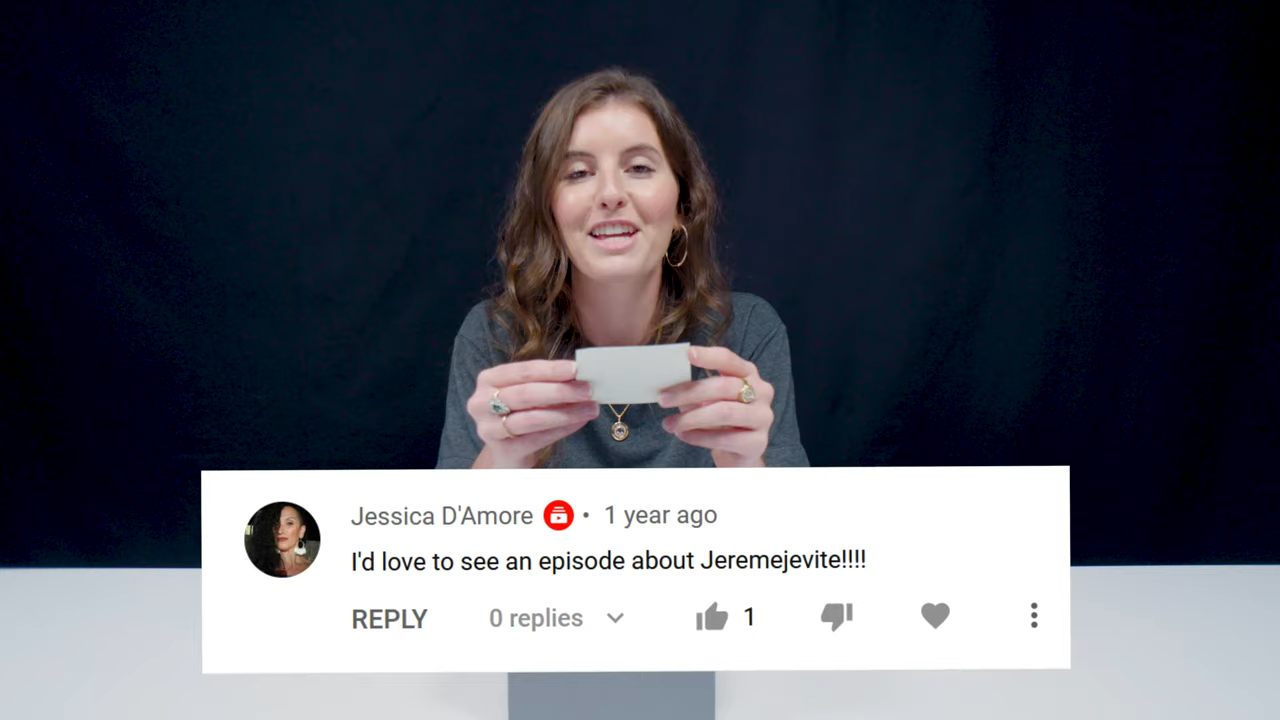 Jessica D'Amore • 1 year ago
I'd love to see an episode about Jeremejevite!!!!
REPLY 0 replies 1